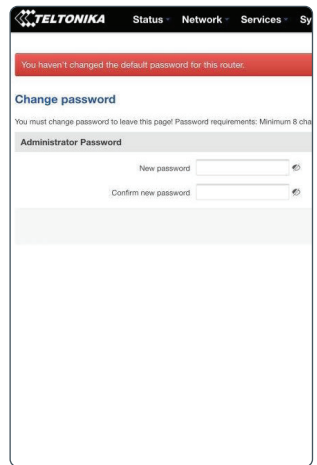 TELTONIKA Status Network Services Sy
You haven't changed the default password for this router.
Change password
You must change password to leave this page! Password requirements: Minimum 8 cha
Administrator Password
New password
Confirm new password